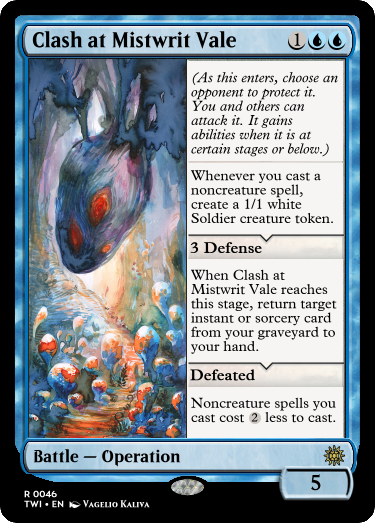 Clash at Mistwrit Vale 1
(As this enters, choose an
opponent to protect it.
You and others can
attack it. It gains
abilities when it is at
certain stages or below.)
Whenever you cast a
noncreature spell,
create a 1/1 white
Soldier creature token.
3 Defense
When Clash at
Mistwrit Vale reaches
this stage, return target
instant or sorcery card
from your graveyard to
your hand.
Defeated
Noncreature spells you
cast cost 2 less to cast.
Battle — Operation
5
R 0046
TWI • EN Vagelio Kaliva